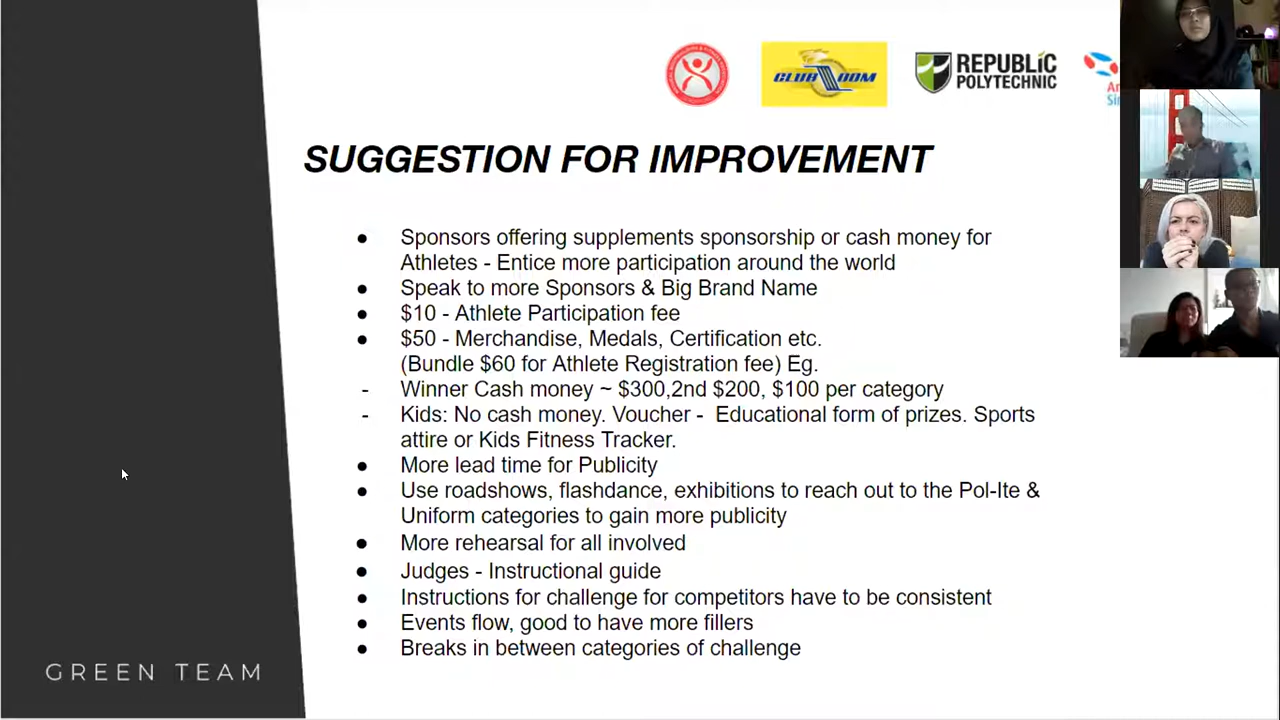 CLUB DOM
REPUBLIC
POLYTECHNIC
SUGGESTION FOR IMPROVEMENT
● Sponsors offering supplements sponsorship or cash money for
Athletes - Entice more participation around the world
● Speak to more Sponsors & Big Brand Name
● $10 - Athlete Participation fee
● $50 - Merchandise, Medals, Certification etc.
(Bundle $60 for Athlete Registration fee) Eg.
- Winner Cash money ~ $300,2nd $200, $100 per category
- Kids: No cash money. Voucher - Educational form of prizes. Sports
attire or Kids Fitness Tracker.
● More lead time for Publicity
● Use roadshows, flashdance, exhibitions to reach out to the Pol-Ite &
Uniform categories to gain more publicity
● More rehearsal for all involved
● Judges - Instructional guide
● Instructions for challenge for competitors have to be consistent
● Events flow, good to have more fillers
● Breaks in between categories of challenge
GREEN TEAM